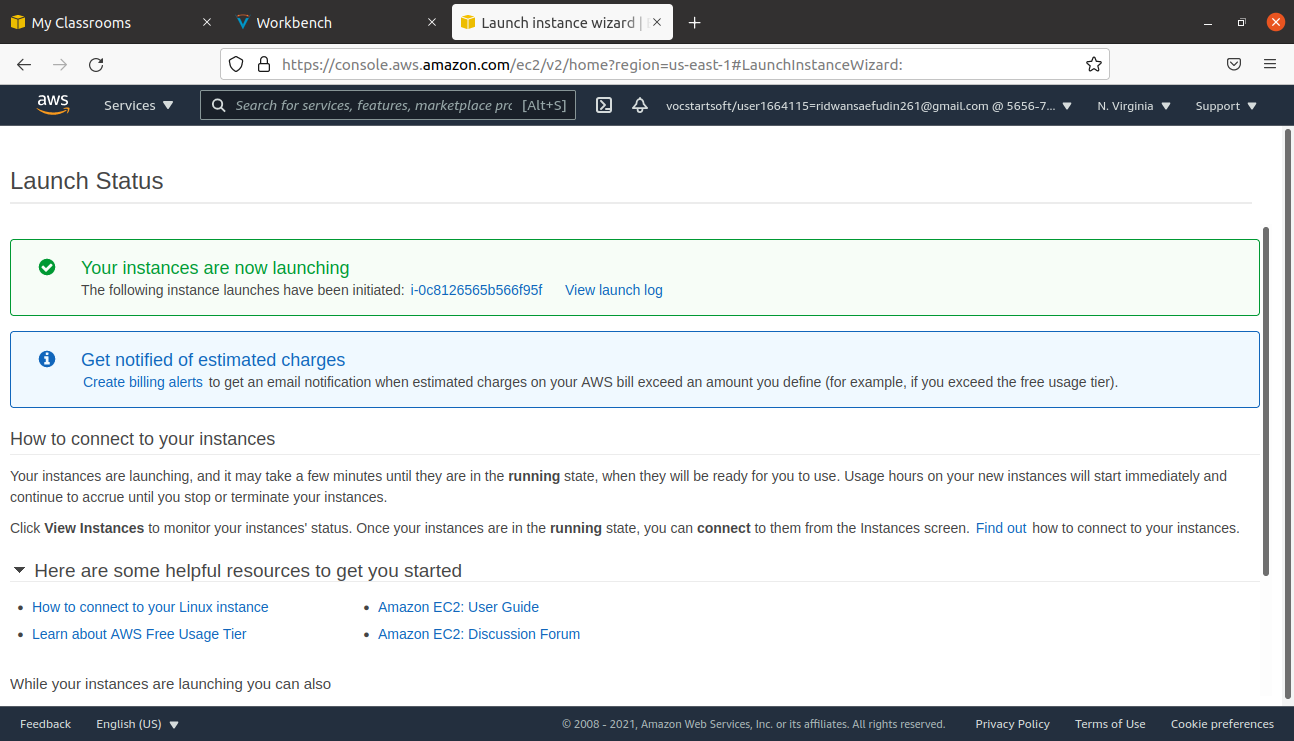 My Classrooms
Workbench
Launch instance wizard |
https://console.aws.amazon.com/ec2/v2/home?region=us-east-1#LaunchInstanceWizard:
aws Services Search for services, features, marketplace prc [Alt+S] vocstartsoft/user1664115=ridwansaefudin261@gmail.com @ 5656-7... N. Virginia Support
Launch Status
Your instances are now launching
The following instance launches have been initiated: i-0c8126565b566f95f View launch log
Get notified of estimated charges
Create billing alerts to get an email notification when estimated charges on your AWS bill exceed an amount you define (for example, if you exceed the free usage tier).
How to connect to your instances
Your instances are launching, and it may take a few minutes until they are in the running state, when they will be ready for you to use. Usage hours on your new instances will start immediately and
continue to accrue until you stop or terminate your instances.
Click View Instances to monitor your instances' status. Once your instances are in the running state, you can connect to them from the Instances screen. Find out how to connect to your instances.
Here are some helpful resources to get you started
How to connect to your Linux instance
Amazon EC2: User Guide
Learn about AWS Free Usage Tier
Amazon EC2: Discussion Forum
While your instances are launching you can also
Feedback English (US) © 2008 - 2021, Amazon Web Services, Inc. or its affiliates. All rights reserved. Privacy Policy Terms of Use Cookie preferences